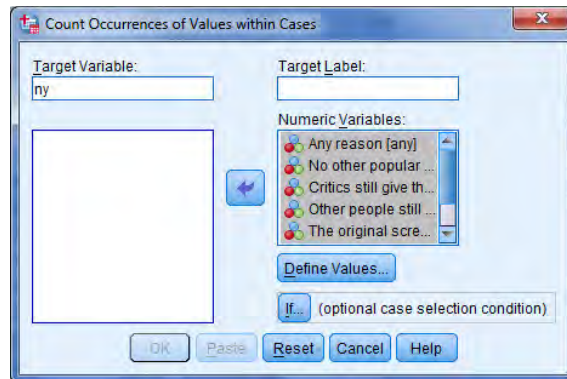 Count Occurrences of Values within Cases
Target Variable:
ny
Target Label:
Numeric Variables:
Any reason [any]
No other popular ...
Critics still give th...
Other people still ...
The original scre...
Define Values...
If... (optional case selection condition)
OK Paste Reset Cancel Help